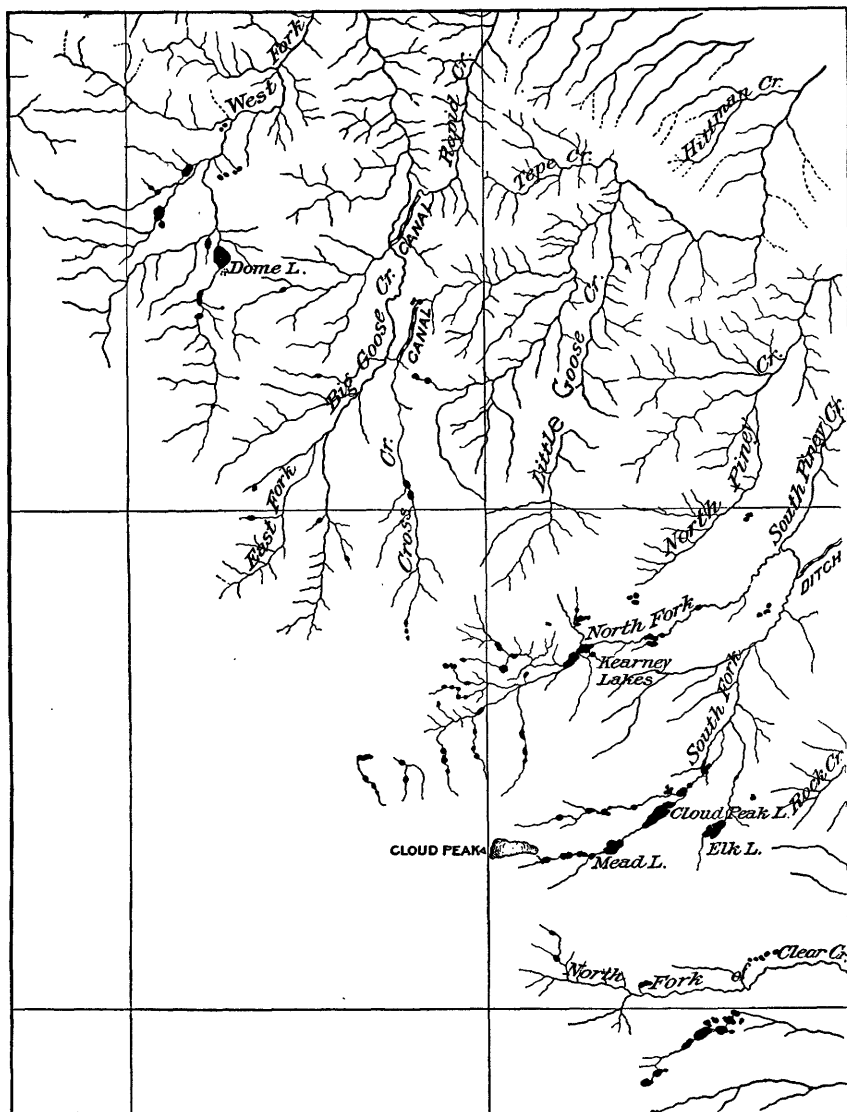 West Fork
Rapid Cr.
Hittman Cr.
Tepe Cr.
CANAL
Dome L.
Big Goose Cr.
CANAL
Little Goose Cr.
Cr.
North Piney
South Piney Cr.
East Fork
Cross Cr.
DITCH
North Fork
Kearney
Lakes
South Fork
Rock Cr.
Cloud Peak L.
CLOUD PEAK
Mead L.
Elk L.
North Fork Clear Cr.